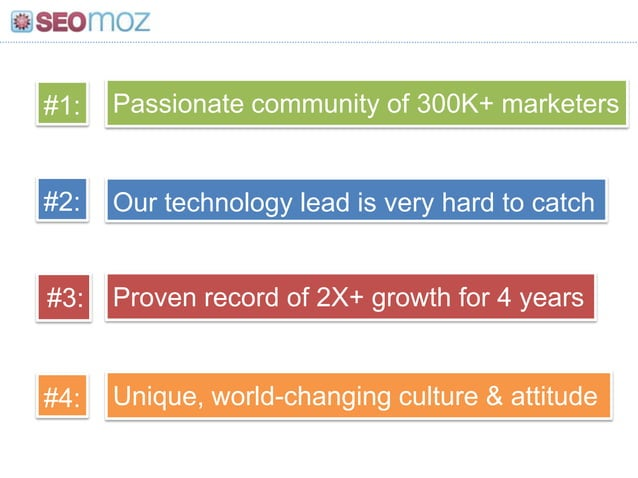 SEOmoz
#1: Passionate community of 300K+ marketers
#2: Our technology lead is very hard to catch
#3: Proven record of 2X+ growth for 4 years
#4: Unique, world-changing culture & attitude